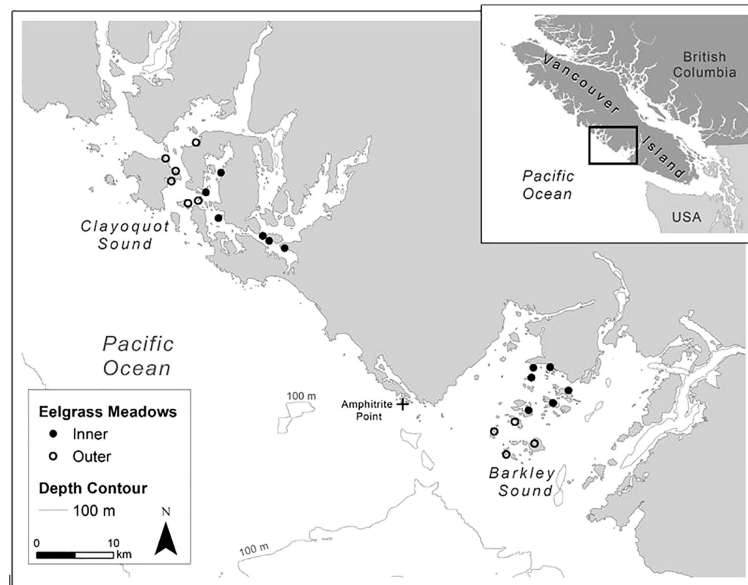 British
Columbia
Vancouver
Island
Pacific
Ocean
USA
Clayoquot
Sound
Pacific
Ocean
100 m
Amphitrite
Point
Barkley
Sound
Eelgrass Meadows
Inner
Outer
Depth Contour
100 m
N
0 10
km
100 m